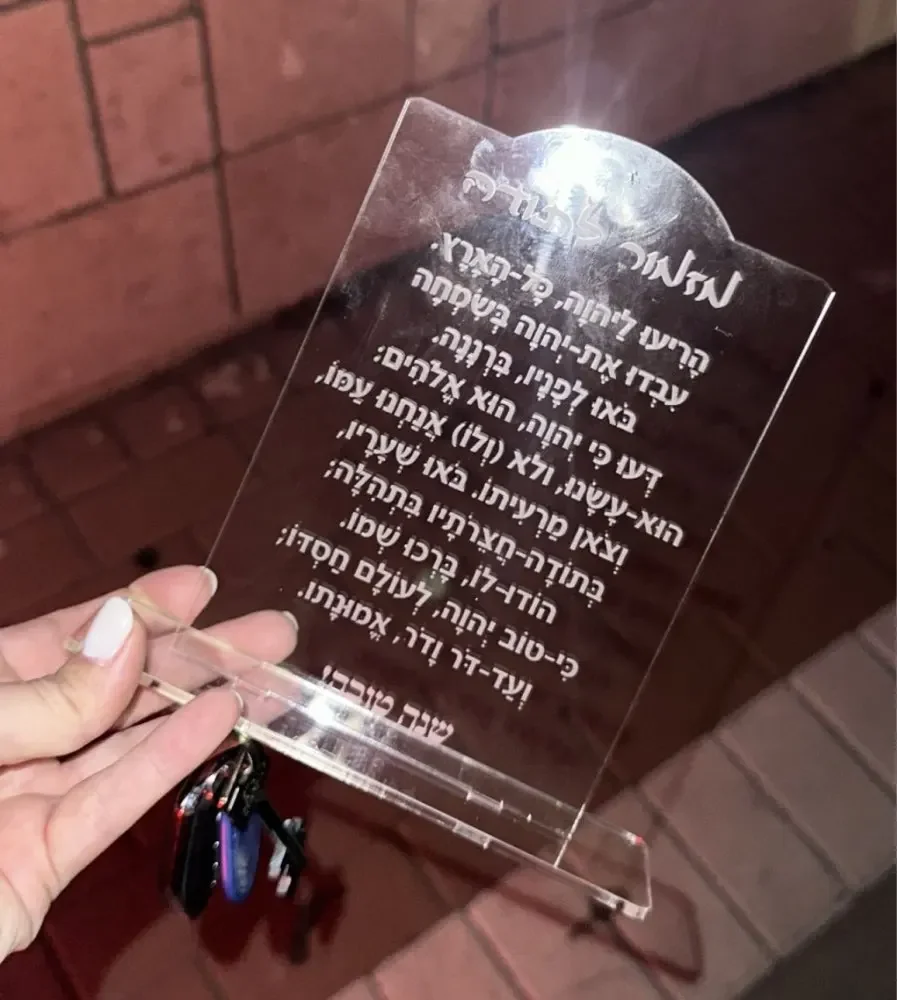 מזמור לתודה
הָרִיעוּ לַיהוָה, כָּל-הָאָרֶץ.
עִבְדוּ אֶת-יְהוָה בְּשִׂמְחָה
בֹּאוּ לְפָנָיו, בִּרְנָנָה.
דְּעוּ כִּי יְהוָה, הוּא אֱלֹהִים:
הוּא-עָשָׂנוּ, ולא (וְלוֹ) אֲנַחְנוּ עַמּוֹ,
וְצֹאן מַרְעִיתוֹ. בֹּאוּ שְׁעָרָיו,
בְּתוֹדָה-חֲצֵרֹתָיו בִּתְהִלָּה;
הוֹדוּ-לוֹ, בָּרְכוּ שְׁמוֹ.
כִּי-טוֹב יְהוָה, לְעוֹלָם חַסְדּוֹ;
וְעַד-דֹּר וָדֹר, אֱמוּנָתוֹ.
שנה טובה!